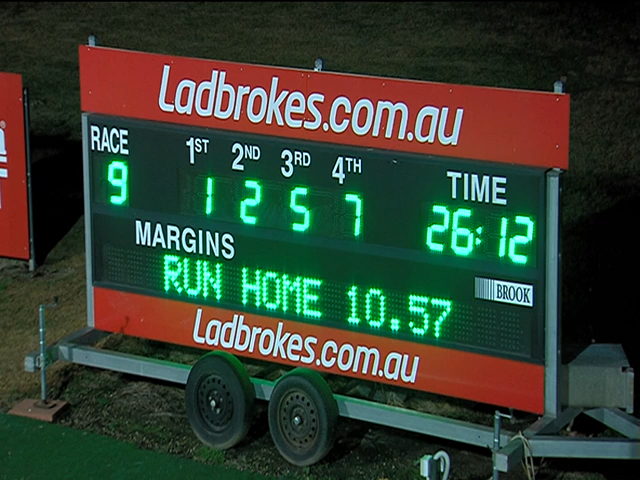 Ladbrokes.com.au
RACE 1ST 2ND 3RD 4TH TIME
9 1 2 5 7 26:12
MARGINS
RUN HOME 10.57
BROOK
Ladbrokes.com.au